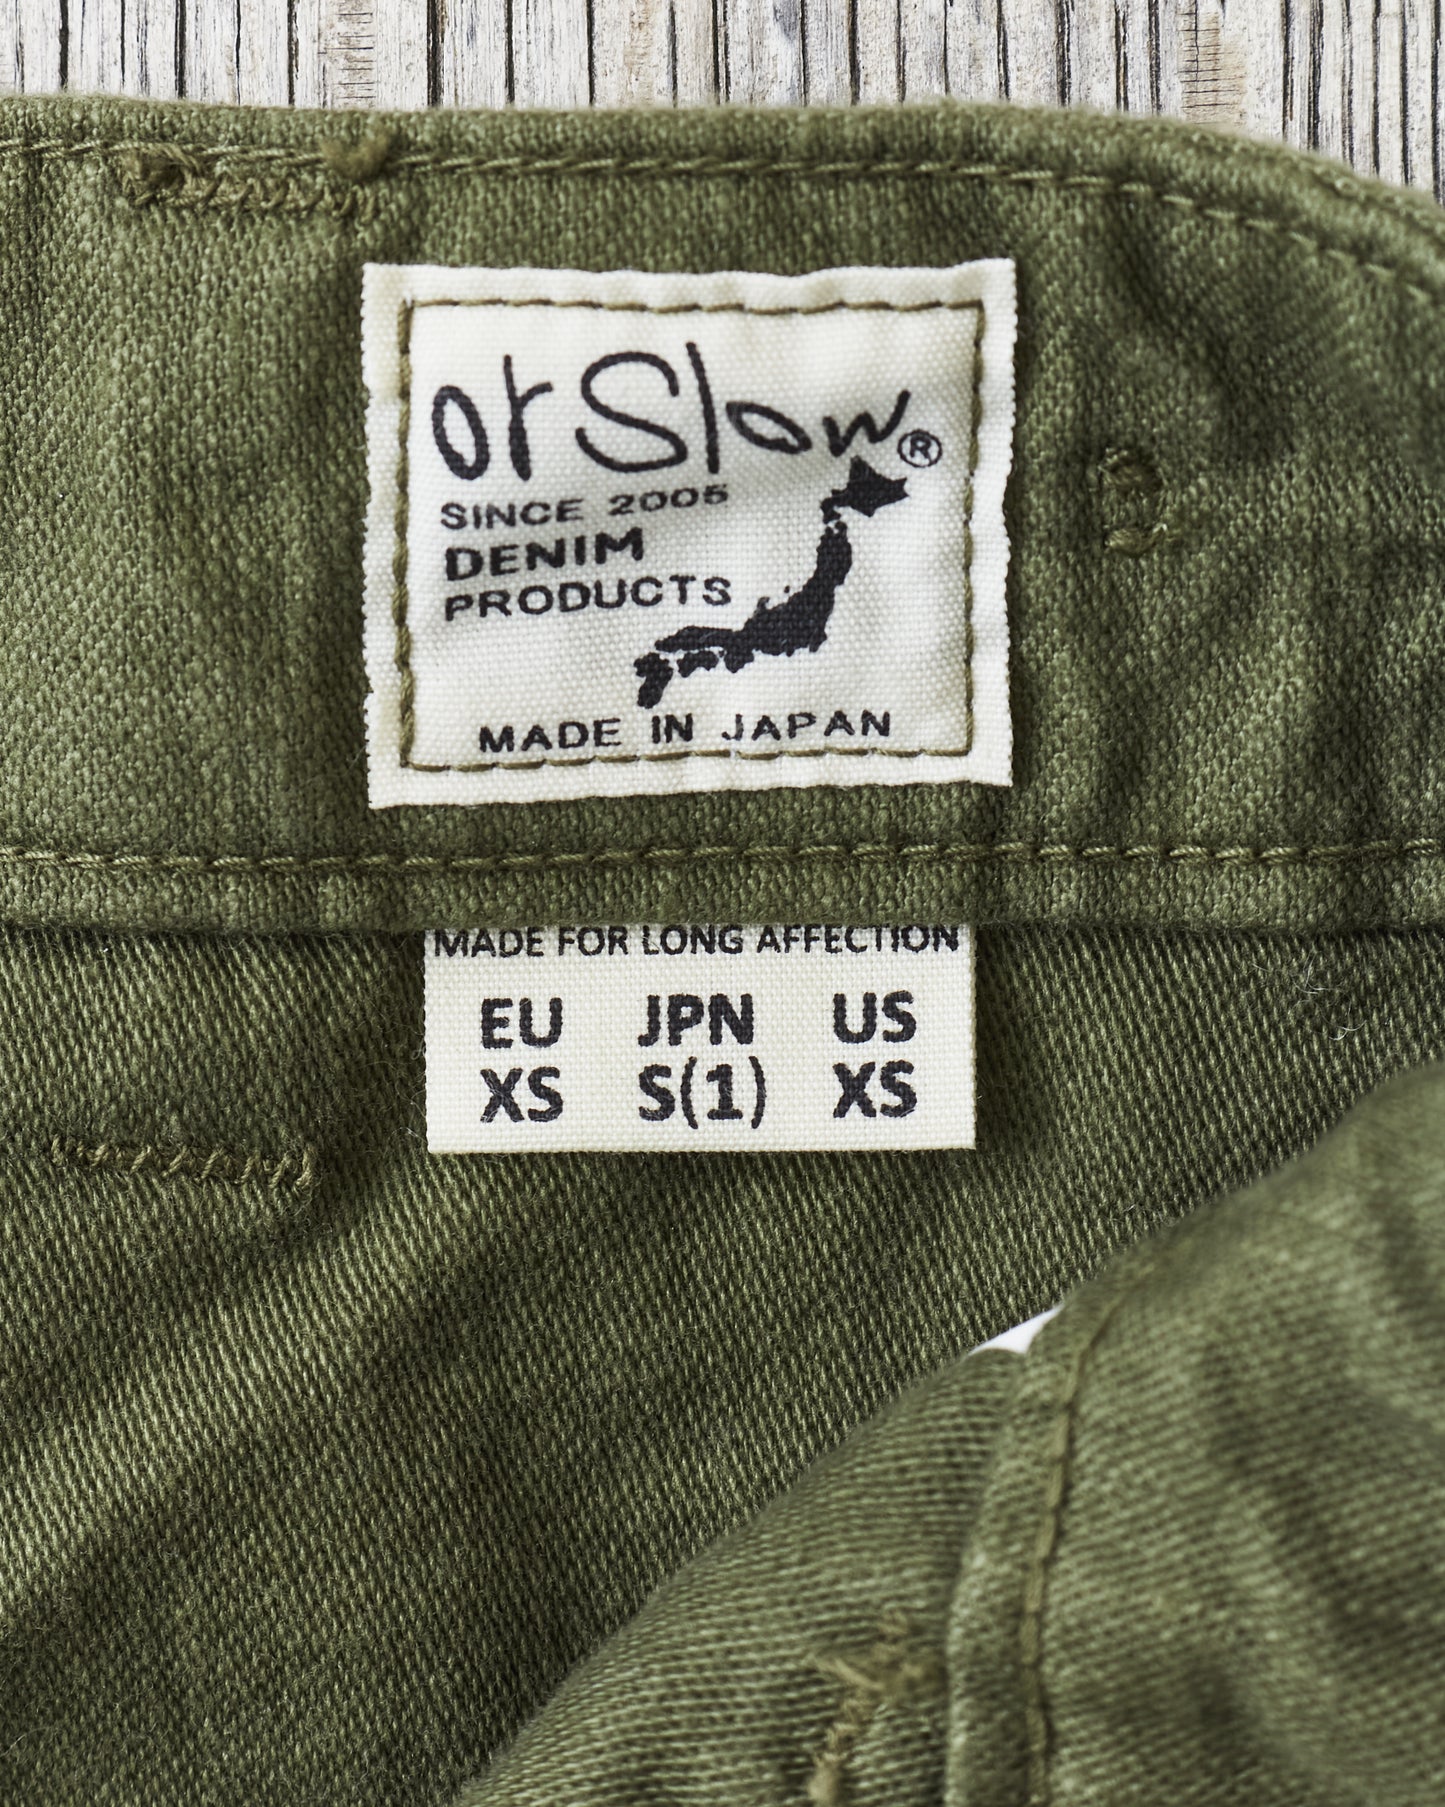 orSlow®
SINCE 2005
DENIM
PRODUCTS
MADE IN JAPAN
MADE FOR LONG AFFECTION
EU JPN US
XS S(1) XS